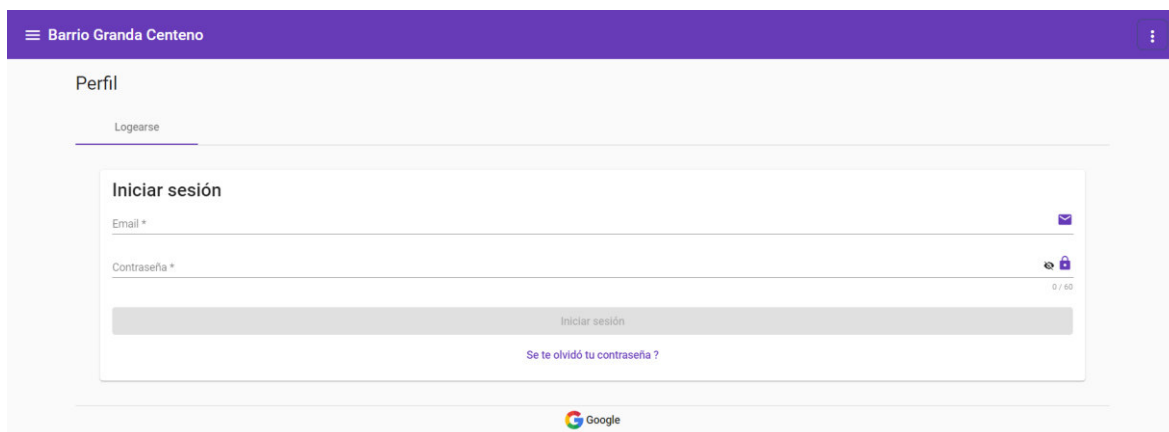 Barrio Granda Centeno
Perfil
Logearse
Iniciar sesión
Email *
Contraseña *
0 / 60
Iniciar sesión
Se te olvidó tu contraseña ?
Google